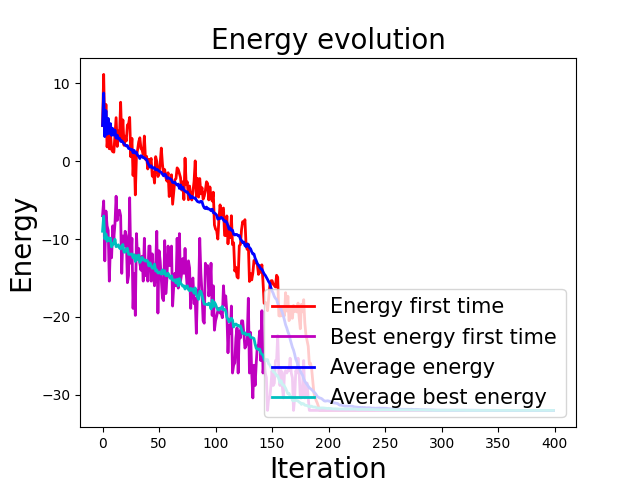 Energy evolution
Energy
10
0
−10
−20
−30
Energy first time
Best energy first time
Average energy
Average best energy
0 50 100 150 200 250 300 350 400
Iteration